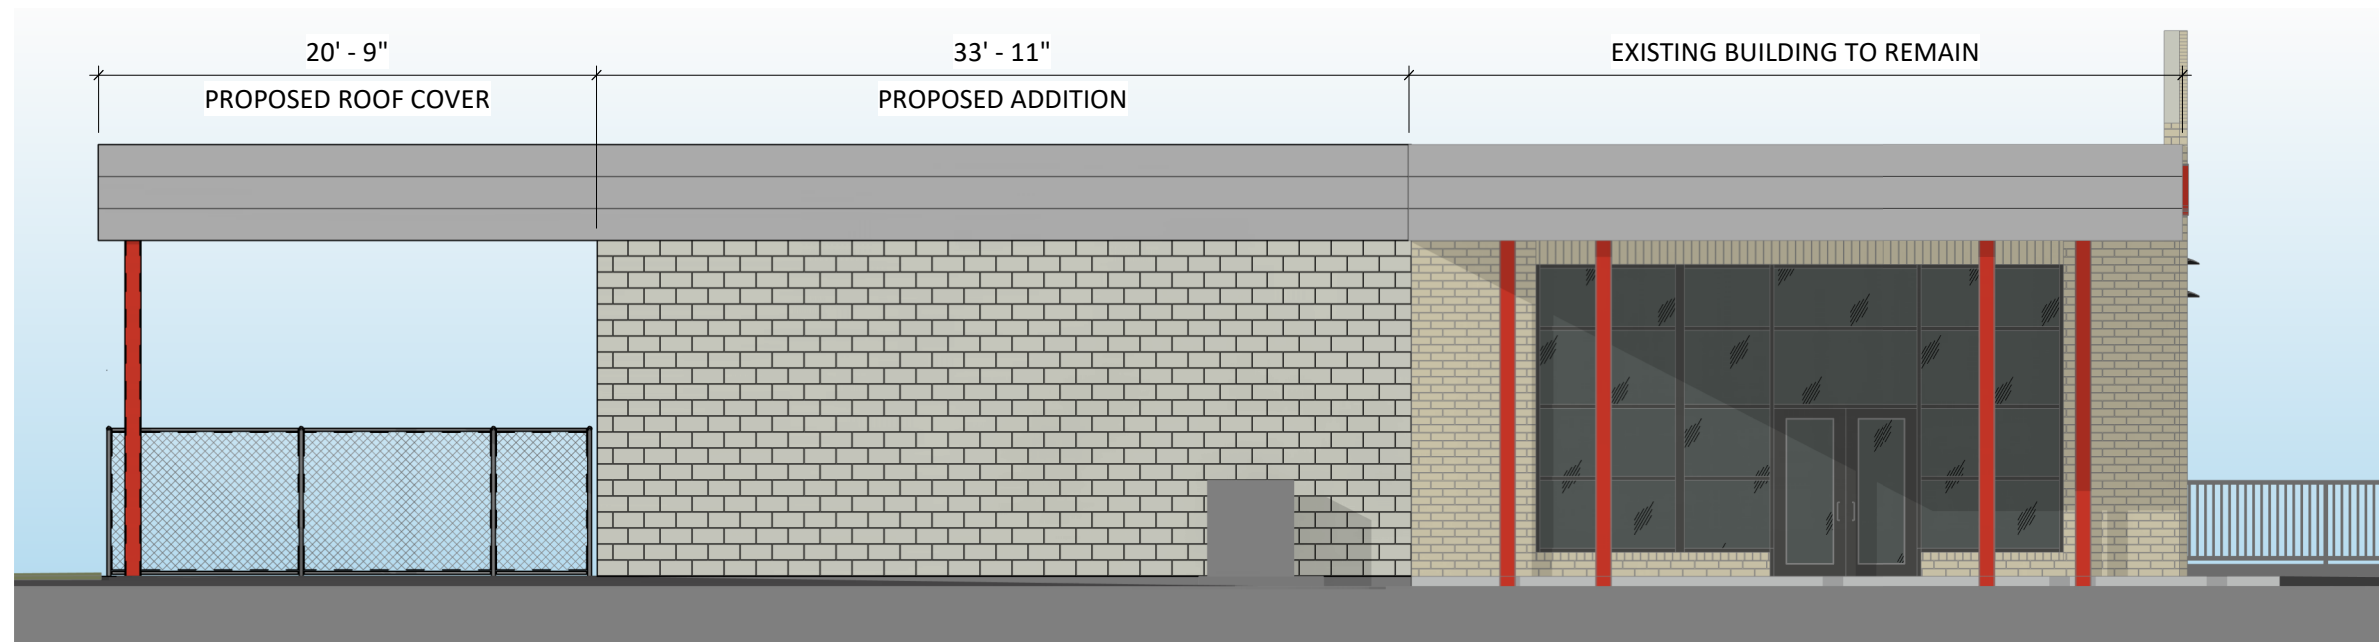 20' - 9"
PROPOSED ROOF COVER
33' - 11"
PROPOSED ADDITION
EXISTING BUILDING TO REMAIN